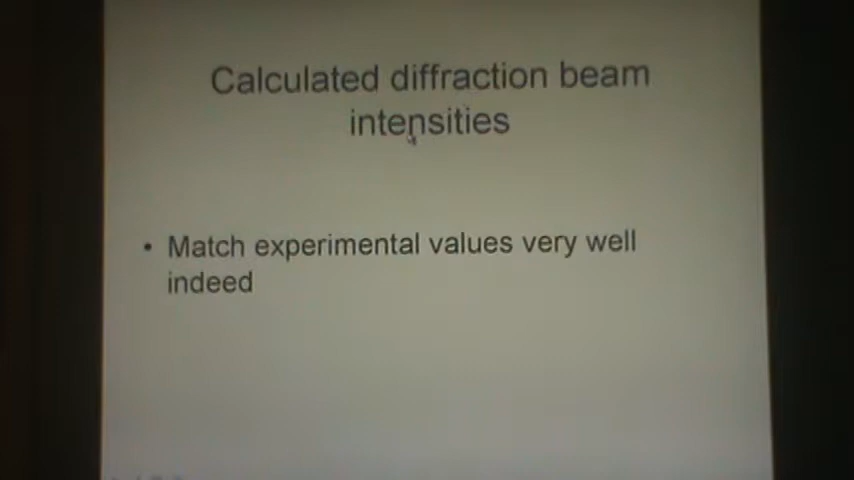 Calculated diffraction beam
intensities
• Match experimental values very well
indeed